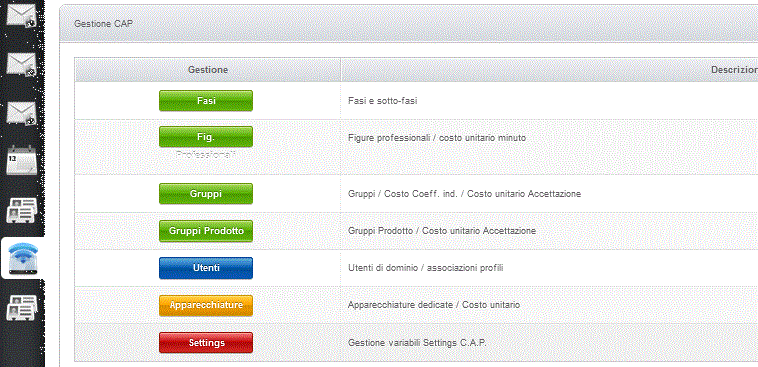 Gestione CAP
Gestione Descrizion
Fasi Fasi e sotto-fasi
Fig. Figure professionali / costo unitario minuto
Professionali
Gruppi Gruppi / Costo Coeff. ind. / Costo unitario Accettazione
Gruppi Prodotto Gruppi Prodotto / Costo unitario Accettazione
Utenti Utenti di dominio / associazioni profili
Apparecchiature Apparecchiature dedicate / Costo unitario
Settings Gestione variabili Settings C.A.P.
12